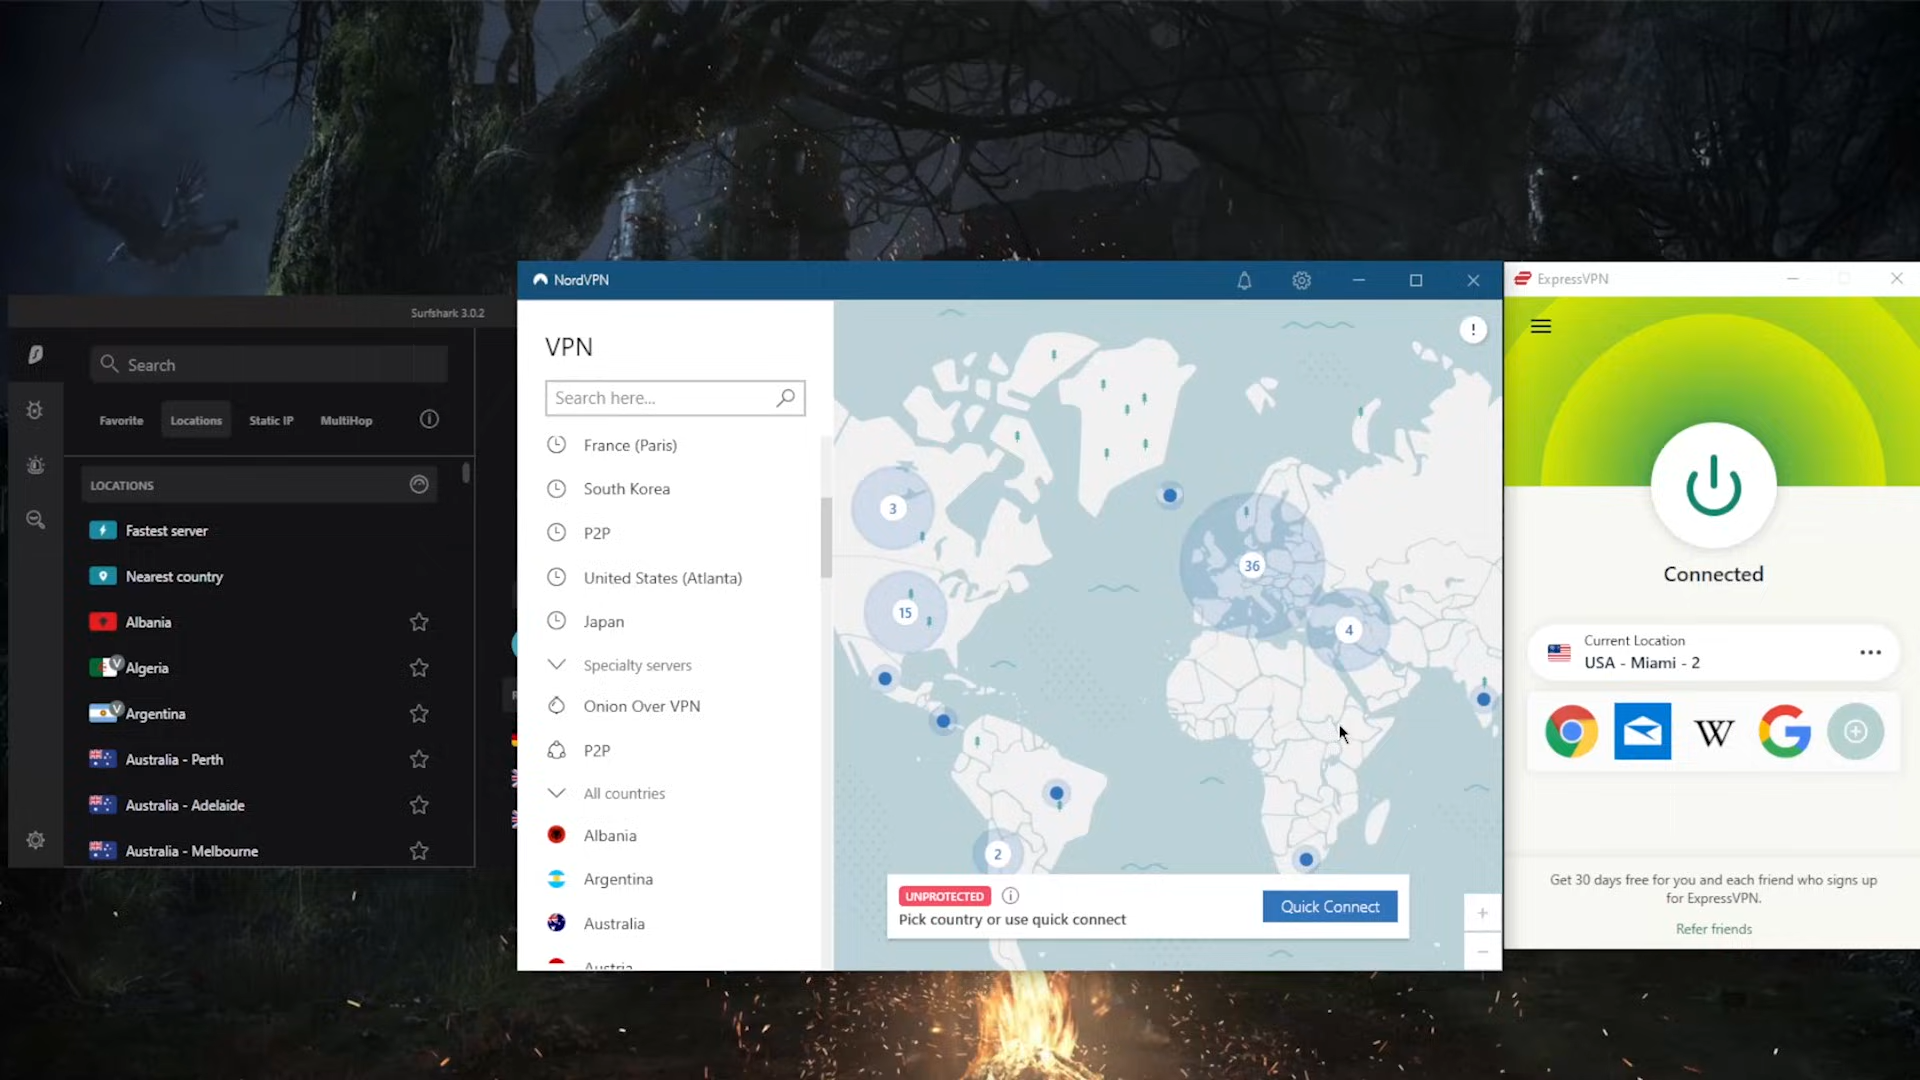 Surfshark 3.0.2
Search
Favorite
Locations
Static IP
MultiHop
LOCATIONS
Fastest server
Nearest country
Albania
V
Algeria
V
Argentina
Australia - Perth
Australia - Adelaide
Australia - Melbourne
NordVPN
VPN
Search here...
France (Paris)
South Korea
P2P
United States (Atlanta)
Japan
Specialty servers
Onion Over VPN
P2P
All countries
Albania
Argentina
Australia
Austria
!
3
36
15
4
2
UNPROTECTED
Pick country or use quick connect
Quick Connect
ExpressVPN
Connected
Current Location
USA - Miami - 2
W
G
Get 30 days free for you and each friend who signs up
for ExpressVPN.
Refer friends